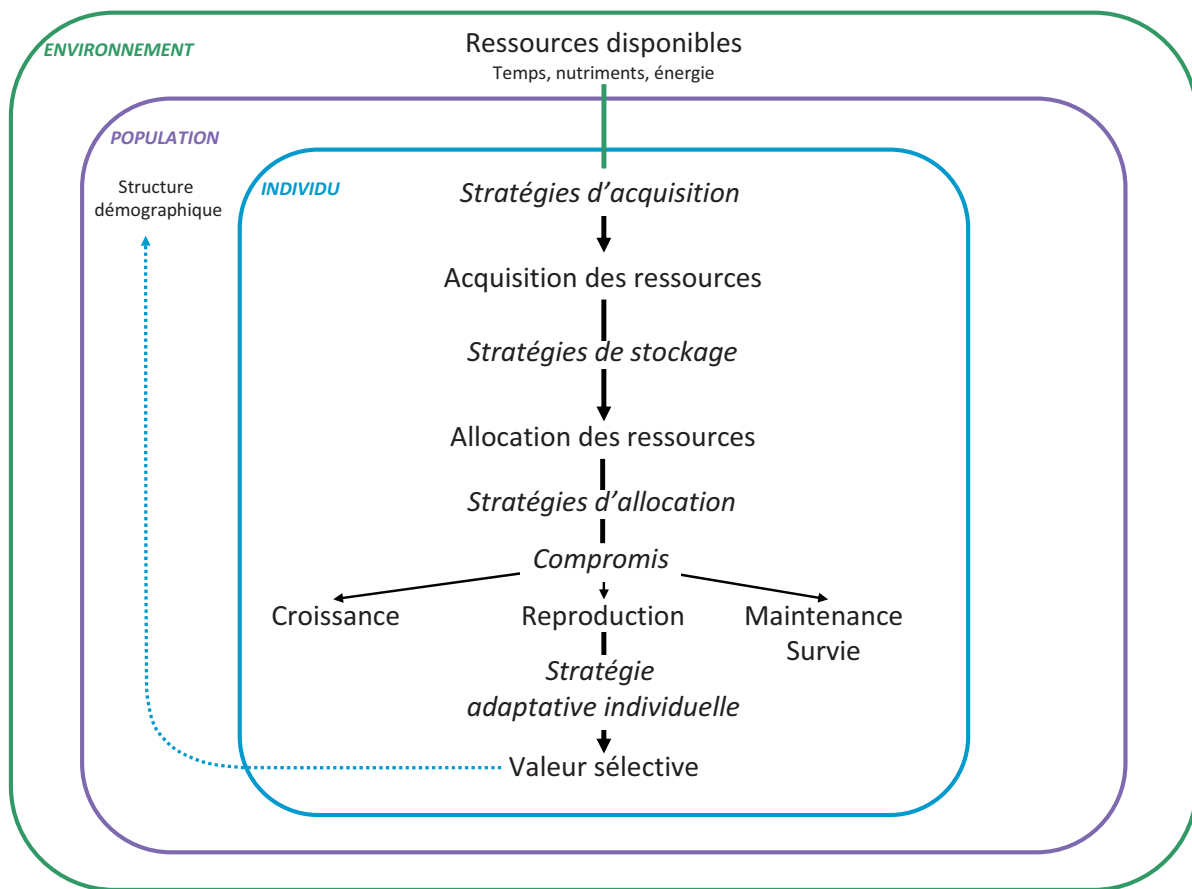 ENVIRONNEMENT
Ressources disponibles
Temps, nutriments, énergie
POPULATION
Structure
démographique
INDIVIDU
Stratégies d’acquisition
Acquisition des ressources
Stratégies de stockage
Allocation des ressources
Stratégies d’allocation
Compromis
Croissance
Reproduction
Maintenance
Survie
Stratégie
adaptative individuelle
Valeur sélective